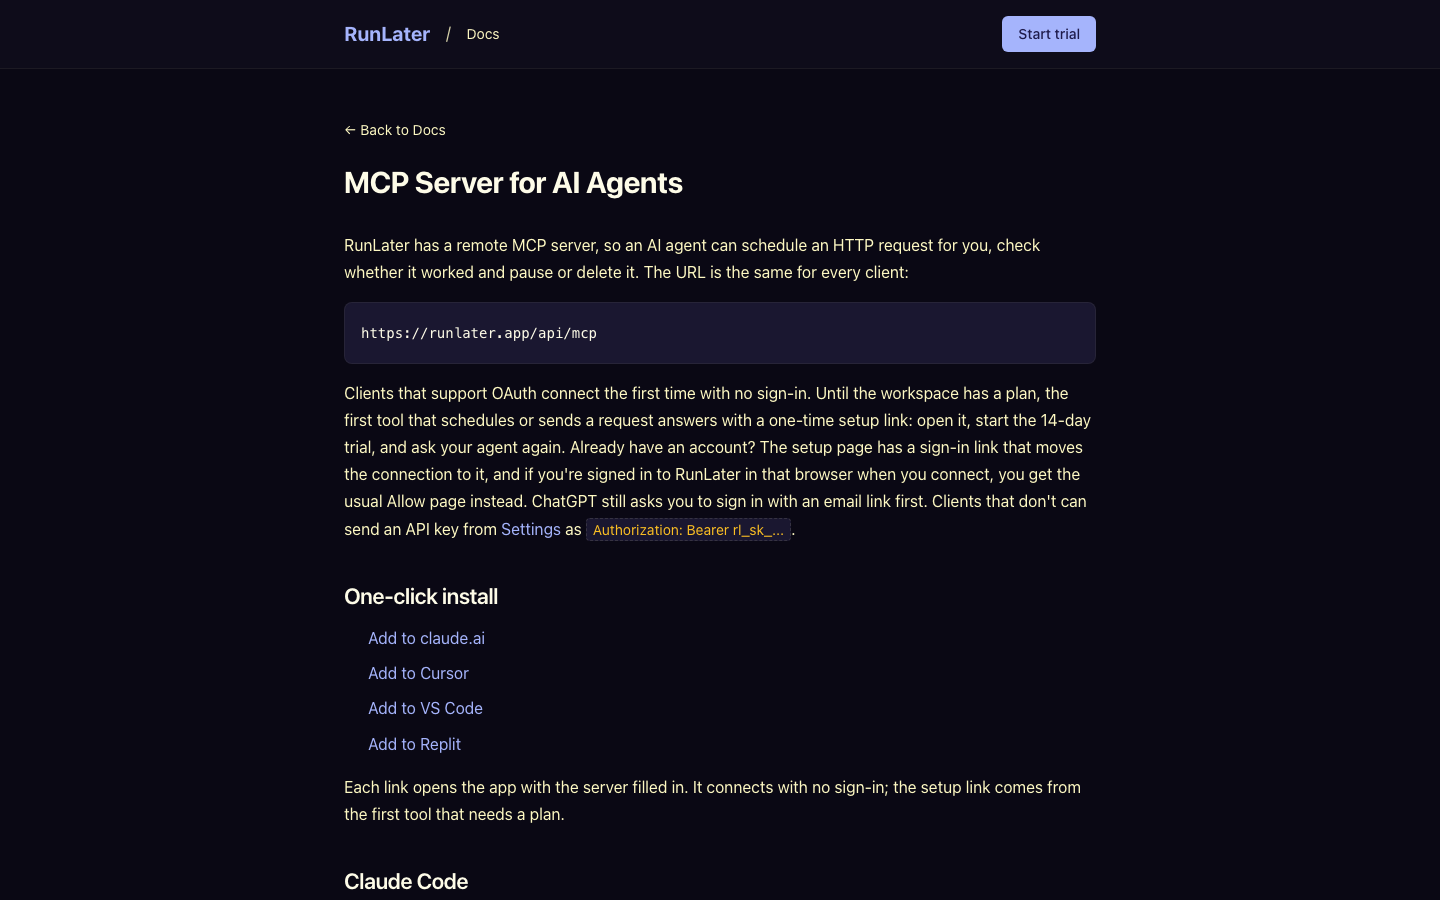 RunLater / Docs
Start trial
← Back to Docs
MCP Server for AI Agents
RunLater has a remote MCP server, so an AI agent can schedule an HTTP request for you, check
whether it worked and pause or delete it. The URL is the same for every client:
https://runlater.app/api/mcp
Clients that support OAuth connect the first time with no sign-in. Until the workspace has a plan, the
first tool that schedules or sends a request answers with a one-time setup link: open it, start the 14-day
trial, and ask your agent again. Already have an account? The setup page has a sign-in link that moves
the connection to it, and if you're signed in to RunLater in that browser when you connect, you get the
usual Allow page instead. ChatGPT still asks you to sign in with an email link first. Clients that don't can
send an API key from Settings as Authorization: Bearer rl_sk_... .
One-click install
Add to claude.ai
Add to Cursor
Add to VS Code
Add to Replit
Each link opens the app with the server filled in. It connects with no sign-in; the setup link comes from
the first tool that needs a plan.
Claude Code